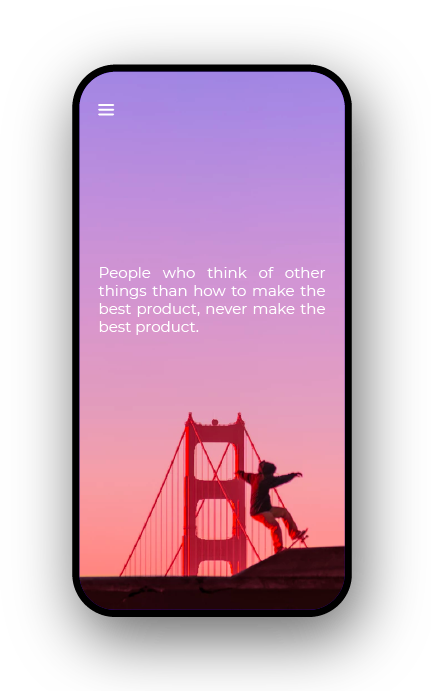 People who think of other
things than how to make the
best product, never make the
best product.